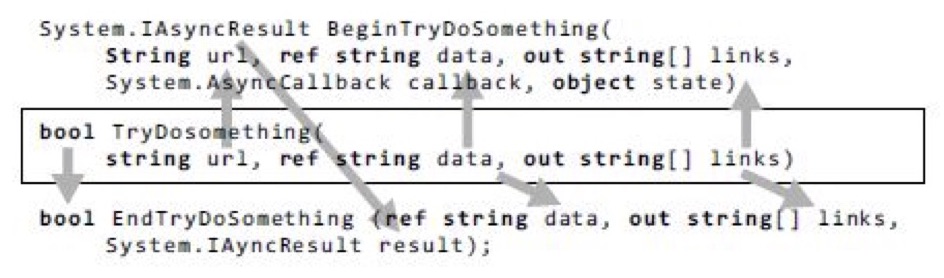 System.IAsyncResult BeginTryDoSomething(
String url, ref string data, out string[] links,
System.AsyncCallback callback, object state)
bool TryDosomething(
string url, ref string data, out string[] links)
bool EndTryDoSomething (ref string data, out string[] links,
System.IAyncResult result);